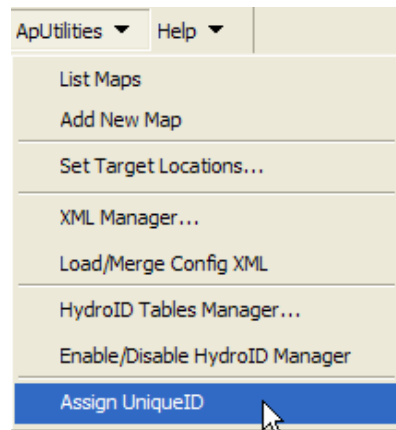 ApUtilities Help
List Maps
Add New Map
Set Target Locations...
XML Manager...
Load/Merge Config XML
HydroID Tables Manager...
Enable/Disable HydroID Manager
Assign UniqueID